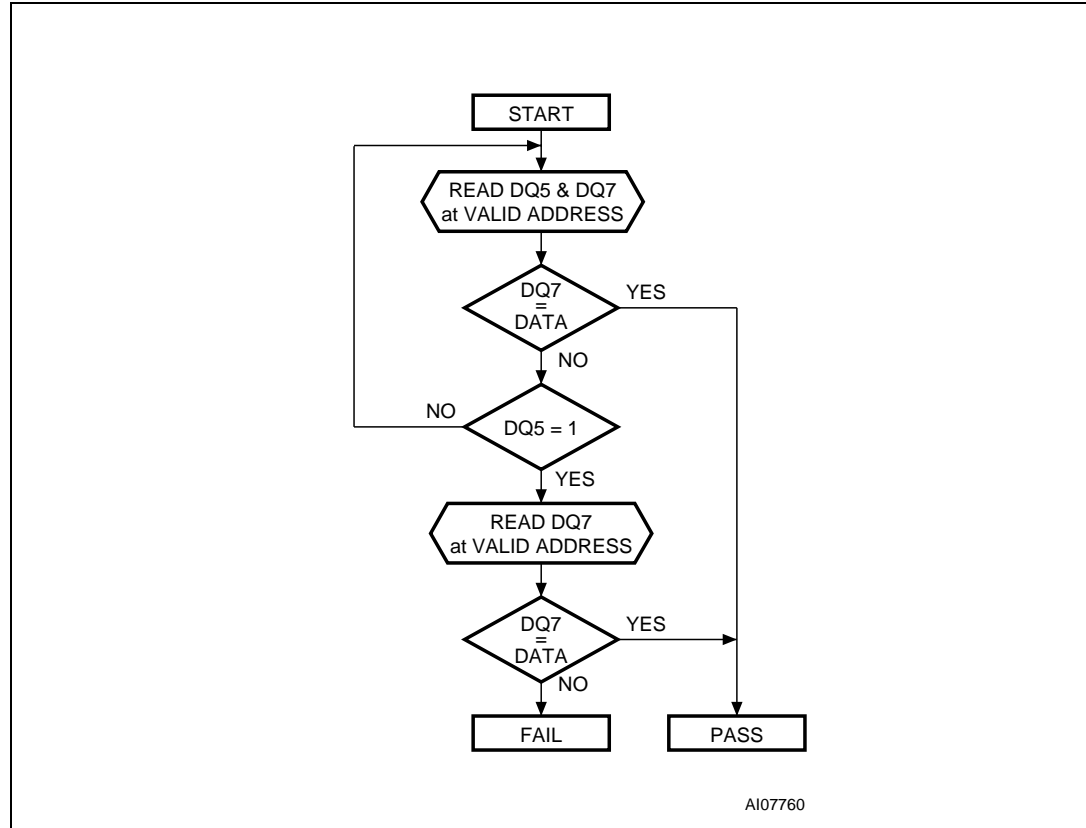 START
READ DQ5 & DQ7
at VALID ADDRESS
DQ7
=
DATA
YES
NO
NO
DQ5 = 1
YES
READ DQ7
at VALID ADDRESS
DQ7
=
DATA
YES
NO
FAIL
PASS
AI07760